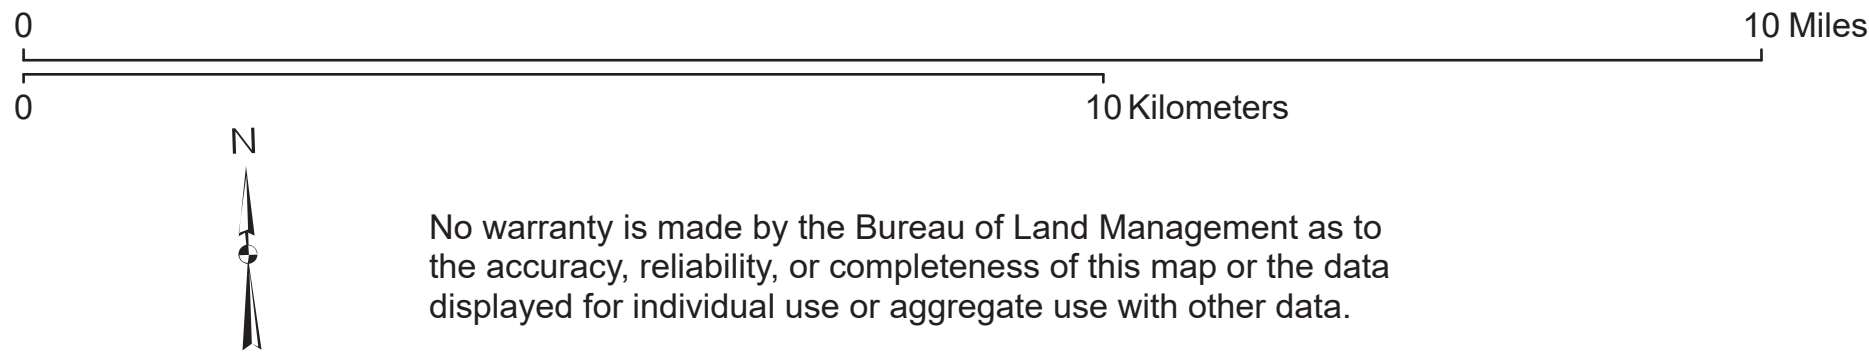 0 10 Miles
0 10 Kilometers
N
No warranty is made by the Bureau of Land Management as to
the accuracy, reliability, or completeness of this map or the data
displayed for individual use or aggregate use with other data.